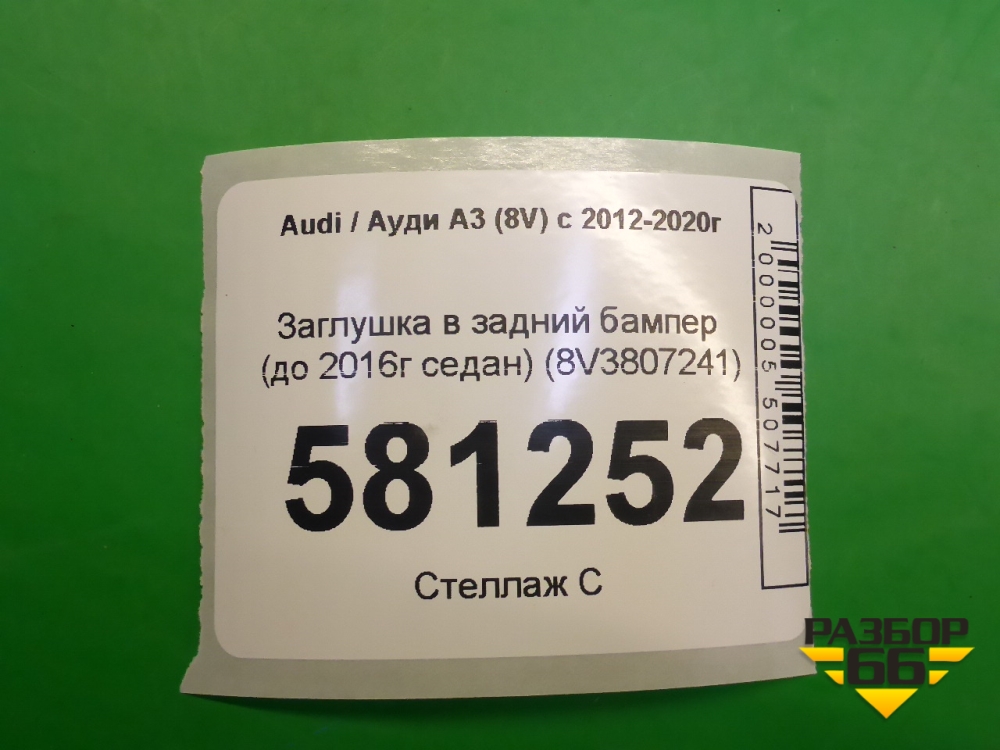 Audi / Ауди A3 (8V) с 2012-2020г
Заглушка в задний бампер
(до 2016г седан) (8V3807241)
581252
Стеллаж С
2000005507717
РАЗБОР
66